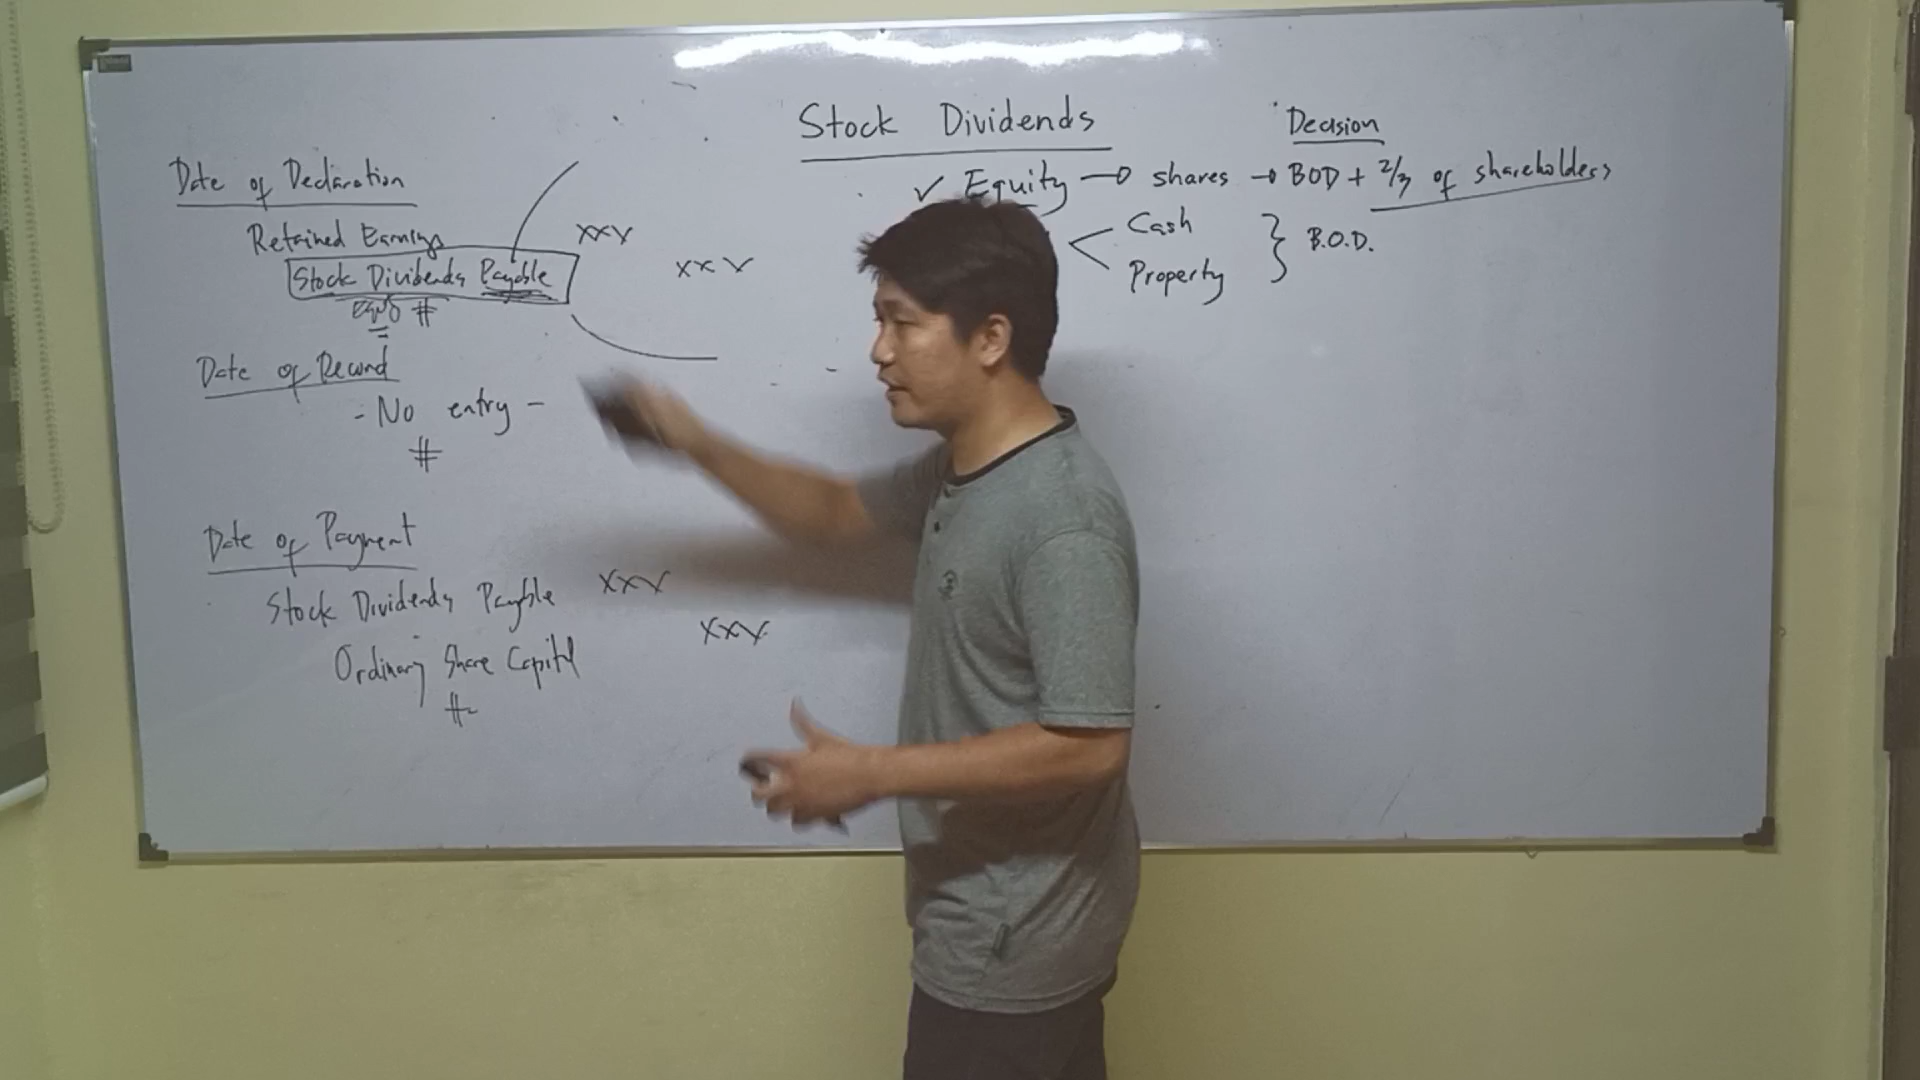 Stock Dividends
Decision
✓ Equity → shares → BOD + 2/3 of shareholders
Cash
Property } B.O.D.
Date of Declaration
Retained Earnings xxx
Stock Dividends Payable xxx
Equity #
Date of Record
- No entry -
#
Date of Payment
Stock Dividends Payable xxx
Ordinary Share Capital xxx
#